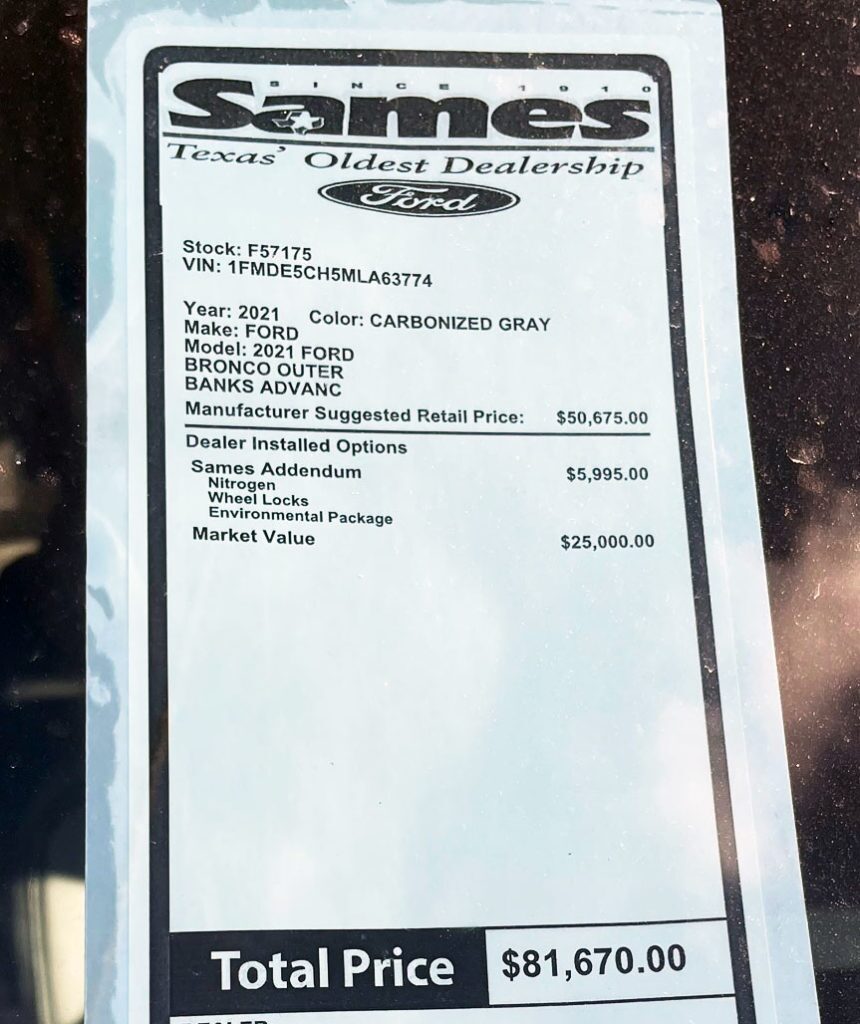 SINCE 1910
Sames
Texas' Oldest Dealership
Ford
Stock: F57175
VIN: 1FMDE5CH5MLA63774
Year: 2021 Color: CARBONIZED GRAY
Make: FORD
Model: 2021 FORD
BRONCO OUTER
BANKS ADVANC
Manufacturer Suggested Retail Price: $50,675.00
Dealer Installed Options
Sames Addendum $5,995.00
Nitrogen
Wheel Locks
Environmental Package
Market Value $25,000.00
Total Price $81,670.00